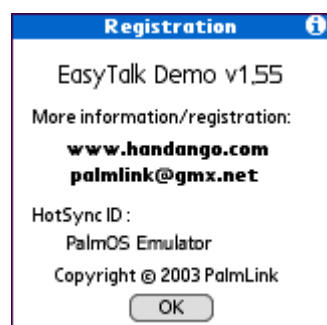 Registration
EasyTalk Demo v1.55
More information/registration:
www.handango.com
palmlink@gmx.net
HotSync ID :
PalmOS Emulator
Copyright © 2003 PalmLink
OK